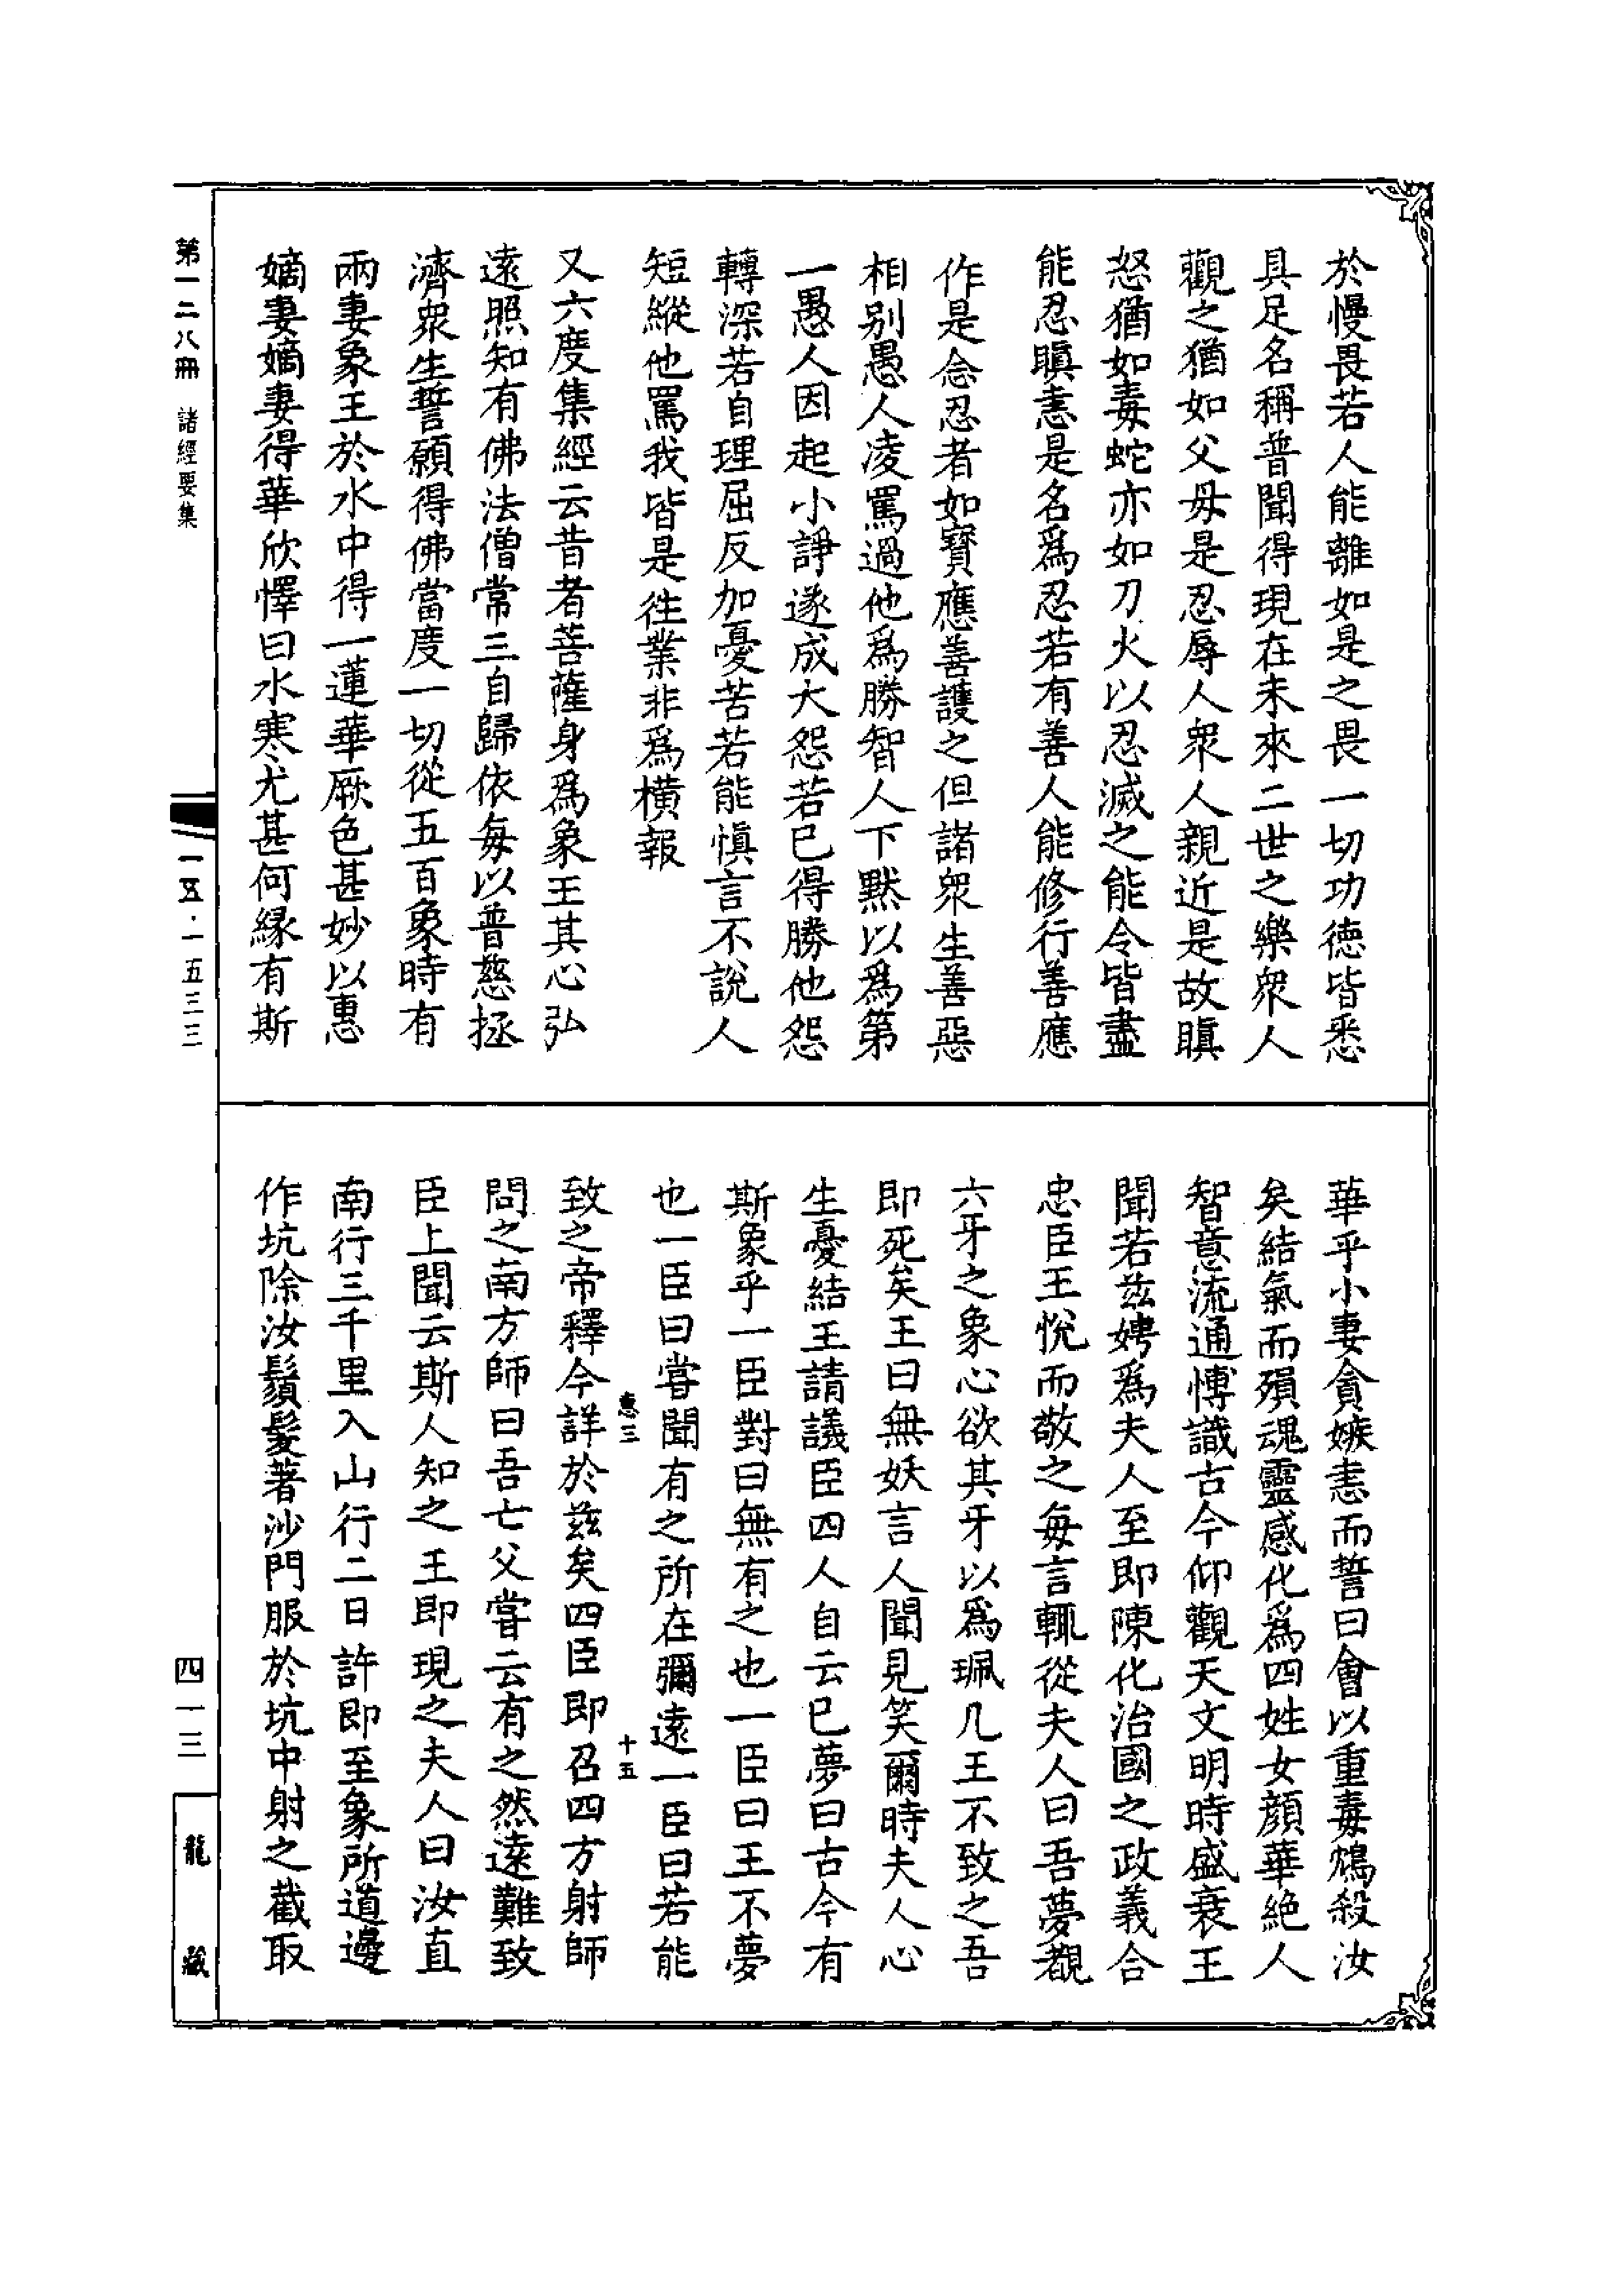 於慢畏若人能離如是之畏一切功德皆悉
具足名稱普聞得現在未來二世之樂衆人
觀之猶如父母是忍辱人衆人親近是故瞋
怒猶如毒蛇亦如刀火以忍滅之能令皆盡
能忍瞋恚是名爲忍若有善人能修行善應
作是念忍者如寶應善護之但諸衆生善惡
相別愚人凌罵過他爲勝智人下默以爲第
一愚人因起小諍遂成大怨若已得勝他怨
轉深若自理屈反加憂苦若能慎言不說人
短縱他罵我皆是往業非爲横報
又六度集經云昔者菩薩身爲象王其心弘
遠照知有佛法僧常三自歸依每以普慈拯
濟衆生誓願得佛當度一切從五百象時有
兩妻象王於水中得一蓮華厥色甚妙以惠
嫡妻嫡妻得華欣懌曰水寒尤甚何緣有斯
華乎小妻貪嫉恚而誓曰會以重毒鴆殺汝
矣結氣而殞魂靈感化爲四姓女顔華絶人
智意流通博識古今仰觀天文明時盛衰王
聞若兹娉爲夫人至即陳化治國之政義合
忠臣王悅而敬之每言輒從夫人曰吾夢覩
六牙之象心欲其牙以爲珮几王不致之吾
即死矣王曰無妖言人聞見笑爾時夫人心
生憂結王請議臣四人自云已夢曰古今有
斯象乎一臣對曰無有之也一臣曰王不夢
也一臣曰嘗聞有之所在彌遠一臣曰若能
惠三 十五
致之帝釋今詳於兹矣四臣即召四方射師
問之南方師曰吾亡父嘗云有之然遠難致
臣上聞云斯人知之王即現之夫人曰汝直
南行三千里入山行二日許即至象所道邊
作坑除汝鬚髮著沙門服於坑中射之截取
第一二八冊 諸經要集
一五·一五三三
四一三
龍藏